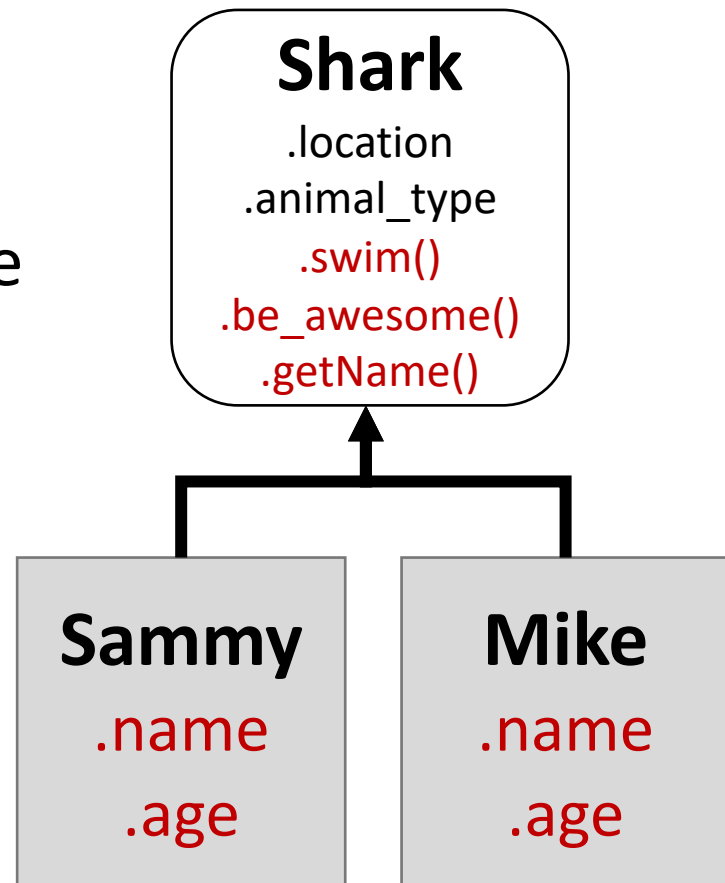 Shark
.location
.animal_type
.swim()
e
.be_awesome()
.getName()
Sammy
.name
.age
Mike
.name
.age